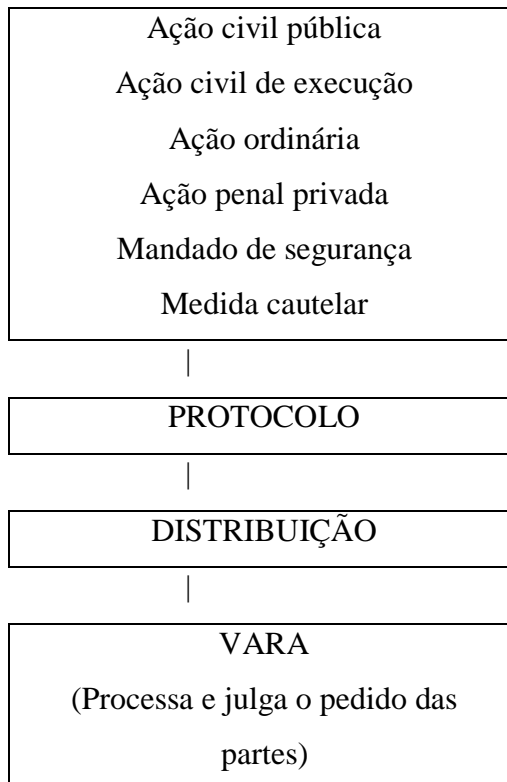 Ação civil pública
Ação civil de execução
Ação ordinária
Ação penal privada
Mandado de segurança
Medida cautelar
|
PROTOCOLO
|
DISTRIBUIÇÃO
|
VARA
(Processa e julga o pedido das
partes)